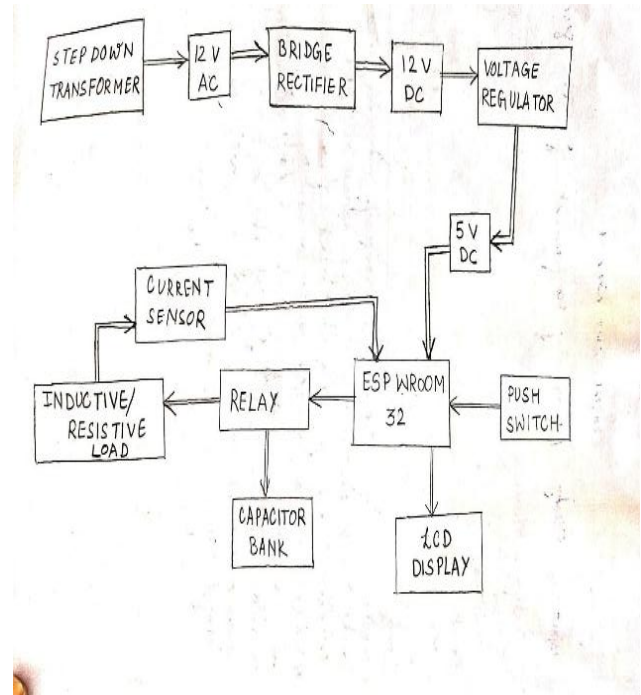 STEP DOWN
TRANSFORMER
12 V
AC
BRIDGE
RECTIFIER
12 V
DC
VOLTAGE
REGULATOR
5 V
DC
CURRENT
SENSOR
INDUCTIVE/
RESISTIVE
LOAD
RELAY
ESP WROOM
32
PUSH
SWITCH
CAPACITOR
BANK
LCD
DISPLAY